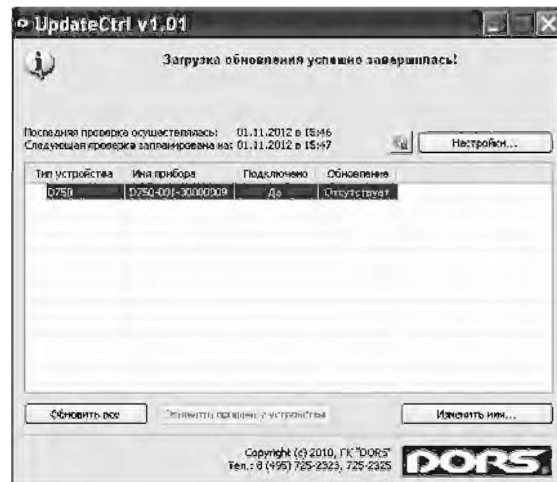 UpdateCtrl v1.01
Загрузка обновления успешно завершилась!
Последняя проверка осуществлялась: 01.11.2012 в 15:46
Следующая проверка запланирована на: 01.11.2012 в 15:47
Настройки...
Тип устройства Имя прибора Подключено Обновление
D750 D750-001-30000009 Да Отсутствует
Обновить все
устройства
Изменить имя...
Copyright (c) 2010, ГК "DORS"
Тел.: 8 (495) 725-2323, 725-2325
DORS